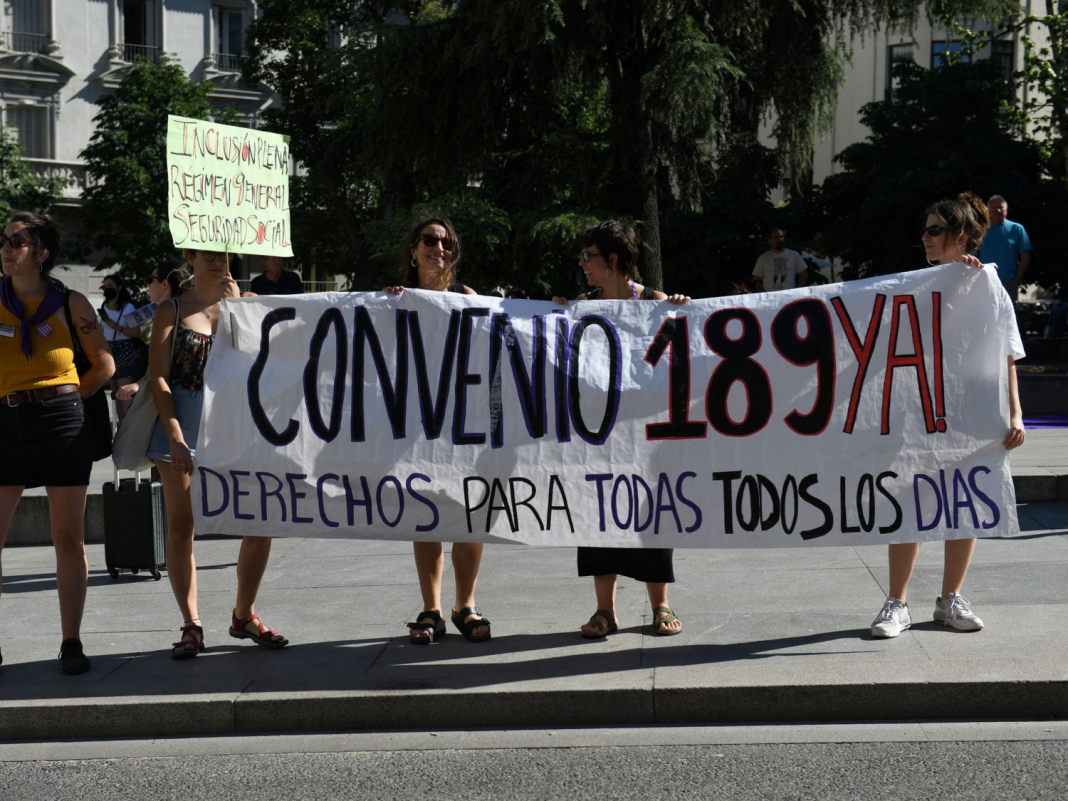 INCLUSIÓN PLENA
RÉGIMEN GENERAL
SEGURIDAD SOCIAL
CONVENIO 189 YA!
DERECHOS PARA TODAS TODOS LOS DIAS